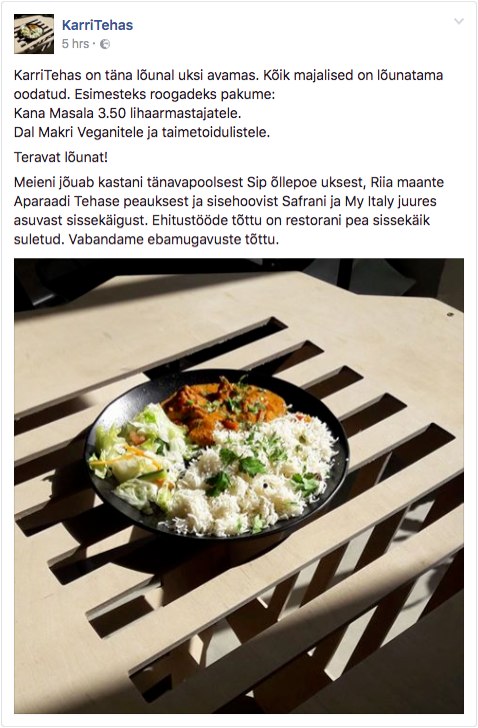 KarriTehas
5 hrs ·
KarriTehas on täna lõunal uksi avamas. Kõik majalised on lõunatama
oodatud. Esimesteks roogadeks pakume:
Kana Masala 3.50 lihaarmastajatele.
Dal Makri Veganitele ja taimetoidulistele.
Teravat lõunat!
Meieni jõuab kastani tänavapoolsest Sip õllepoe uksest, Riia maante
Aparaadi Tehase peauksest ja sisehoovist Safrani ja My Italy juures
asuvast sissekäigust. Ehitustööde tõttu on restorani pea sissekäik
suletud. Vabandame ebamugavuste tõttu.